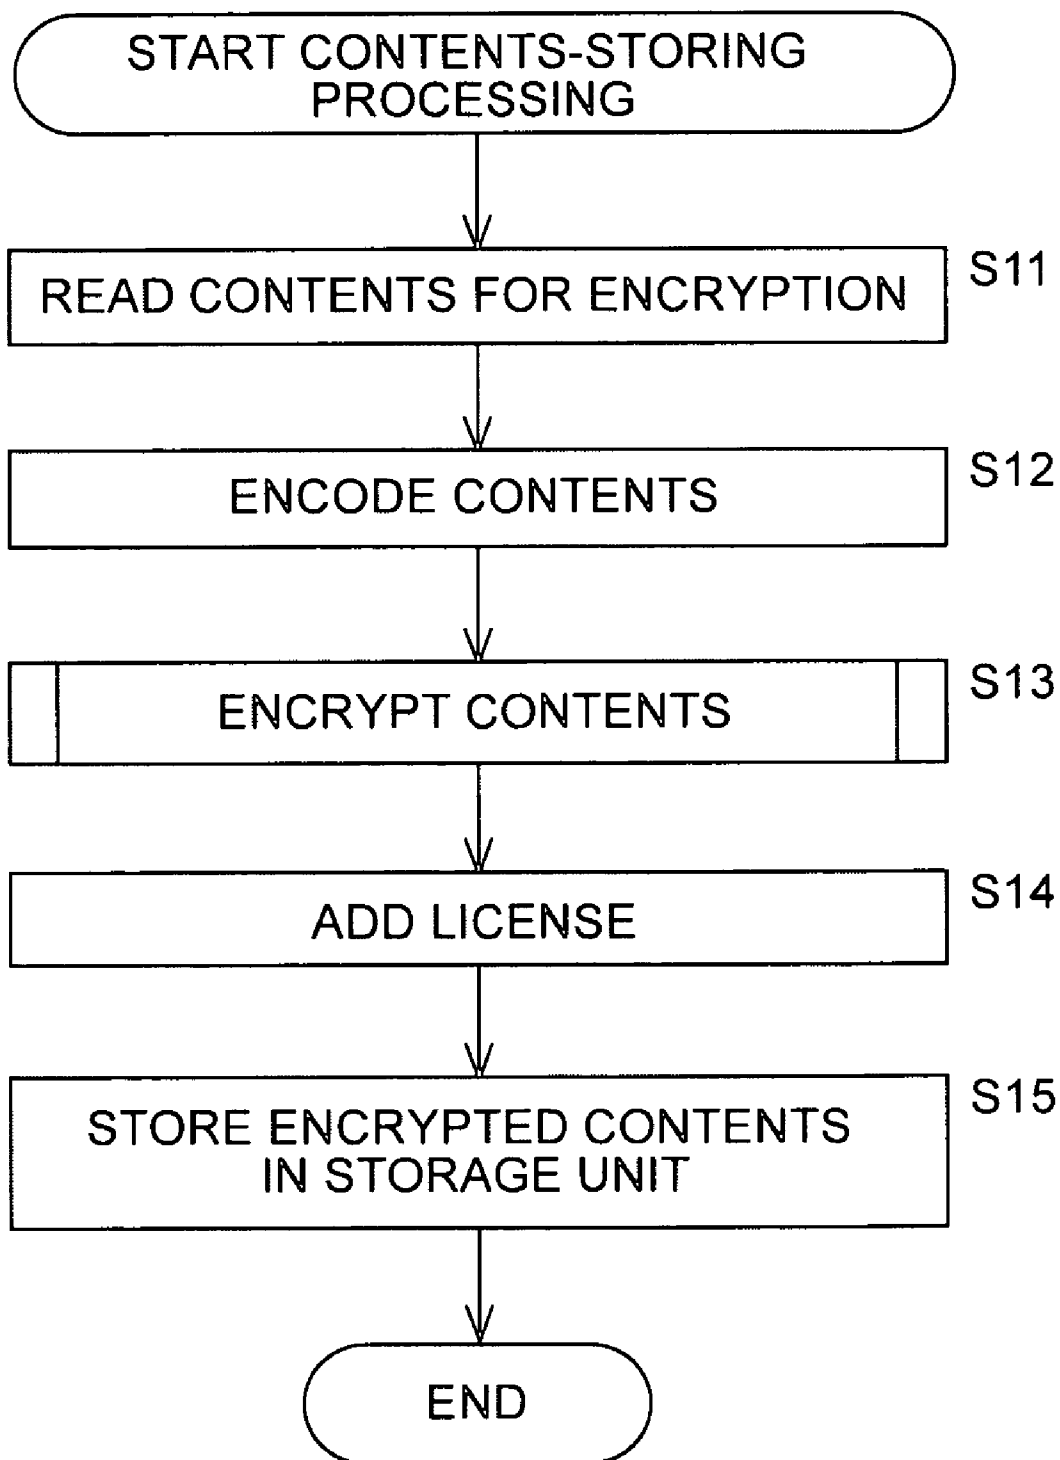 START CONTENTS-STORING
PROCESSING
S11
READ CONTENTS FOR ENCRYPTION
S12
ENCODE CONTENTS
S13
ENCRYPT CONTENTS
S14
ADD LICENSE
S15
STORE ENCRYPTED CONTENTS
IN STORAGE UNIT
END